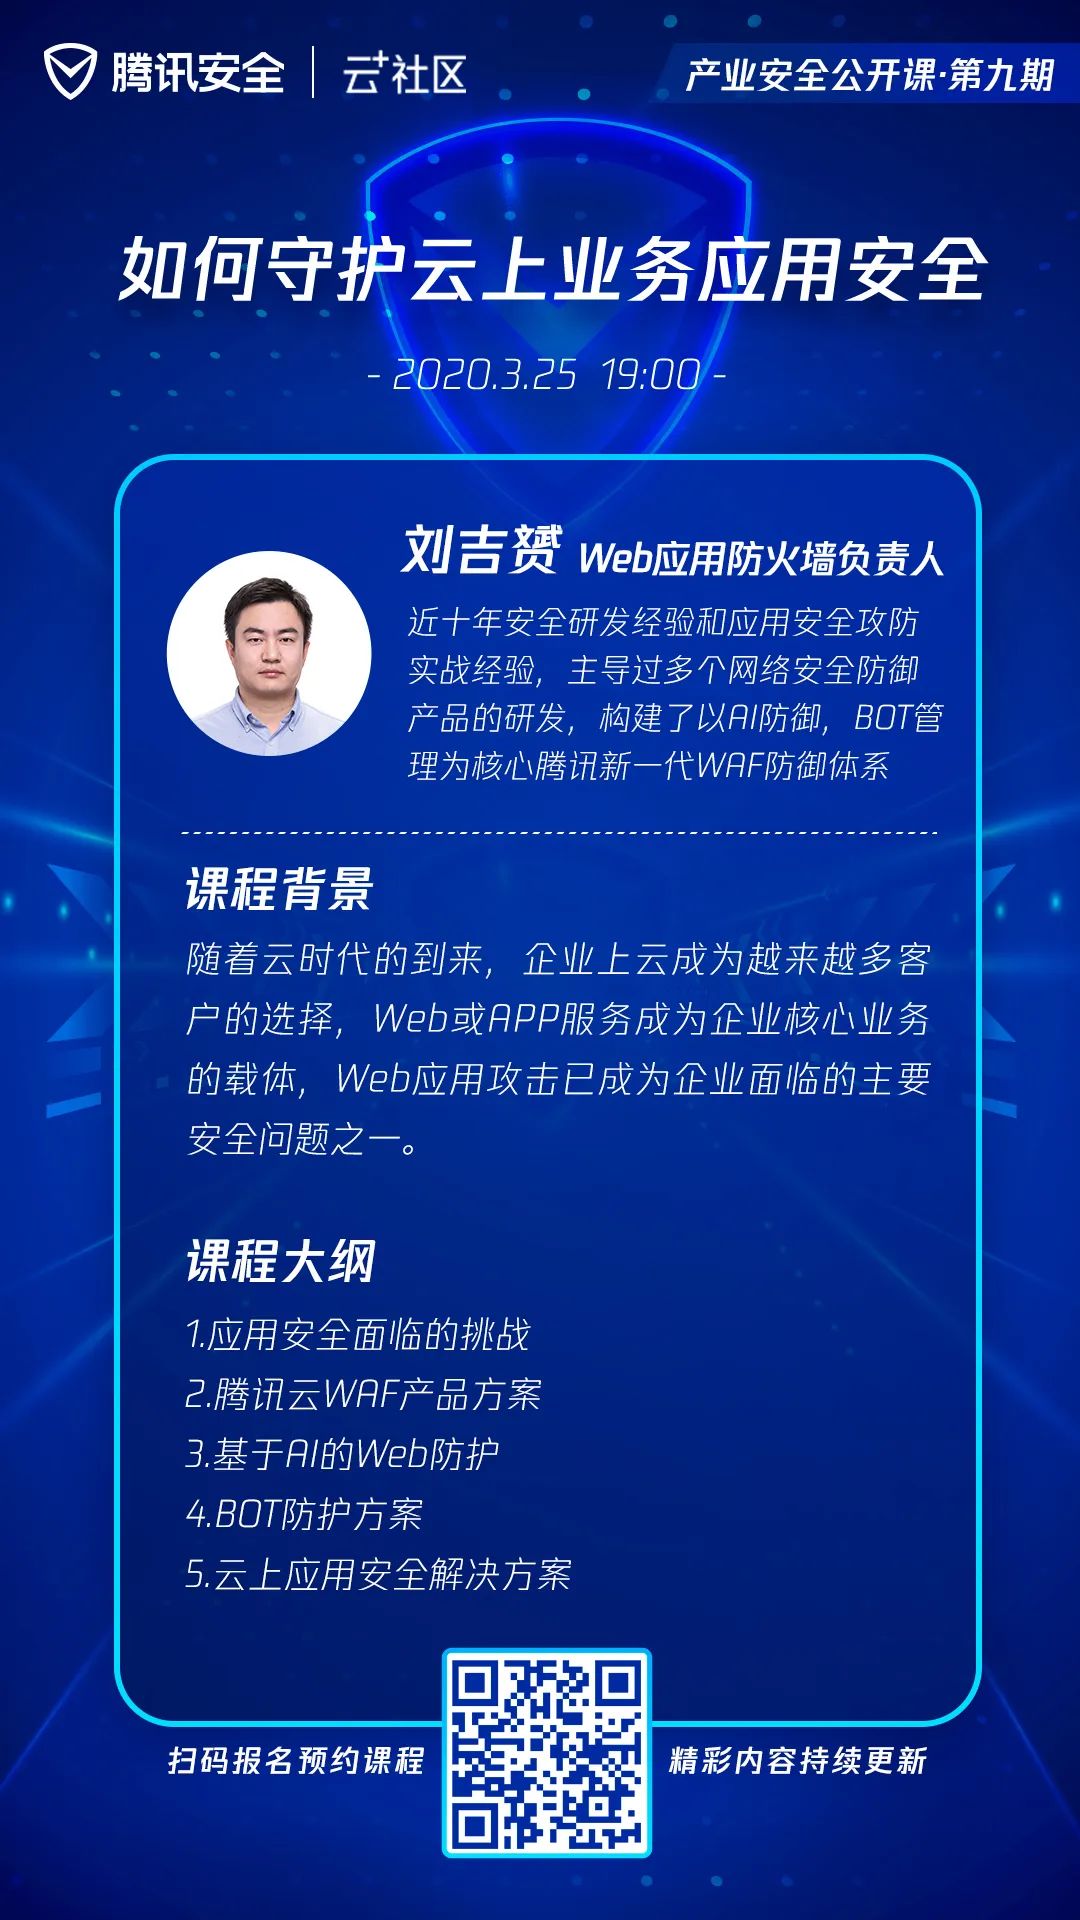 腾讯安全 云+社区
产业安全公开课·第九期
如何守护云上业务应用安全
- 2020.3.25 19:00 -
刘吉赟 Web应用防火墙负责人
近十年安全研发经验和应用安全攻防
实战经验，主导过多个网络安全防御
产品的研发，构建了以AI防御，BOT管
理为核心腾讯新一代WAF防御体系
课程背景
随着云时代的到来，企业上云成为越来越多客
户的选择，Web或APP服务成为企业核心业务
的载体，Web应用攻击已成为企业面临的主要
安全问题之一。
课程大纲
1.应用安全面临的挑战
2.腾讯云WAF产品方案
3.基于AI的Web防护
4.BOT防护方案
5.云上应用安全解决方案
扫码报名预约课程
精彩内容持续更新